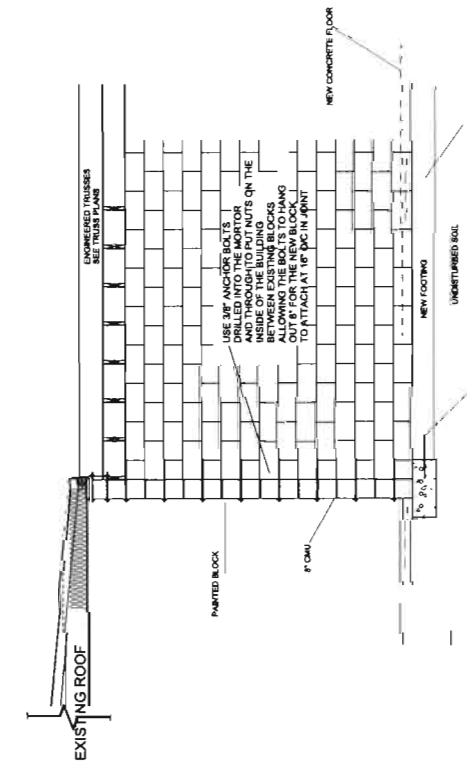 EXISTING ROOF
ENGINEERED TRUSSES
SEE TRUSS PLANS
USE 3/8" ANCHOR BOLTS
DRILLED INTO THE MORTOR
AND THROUGH TO PUT NUTS ON THE
INSIDE OF THE BUILDING
BETWEEN EXISTING BLOCKS
ALLOWING THE BOLTS TO HANG
OUT 6" FOR THE NEW BLOCK
TO ATTACH AT 16" O/C IN JOINT
PAINTED BLOCK
8" CMU
NEW CONCRETE FLOOR
NEW FOOTING
UNDISTURBED SOIL